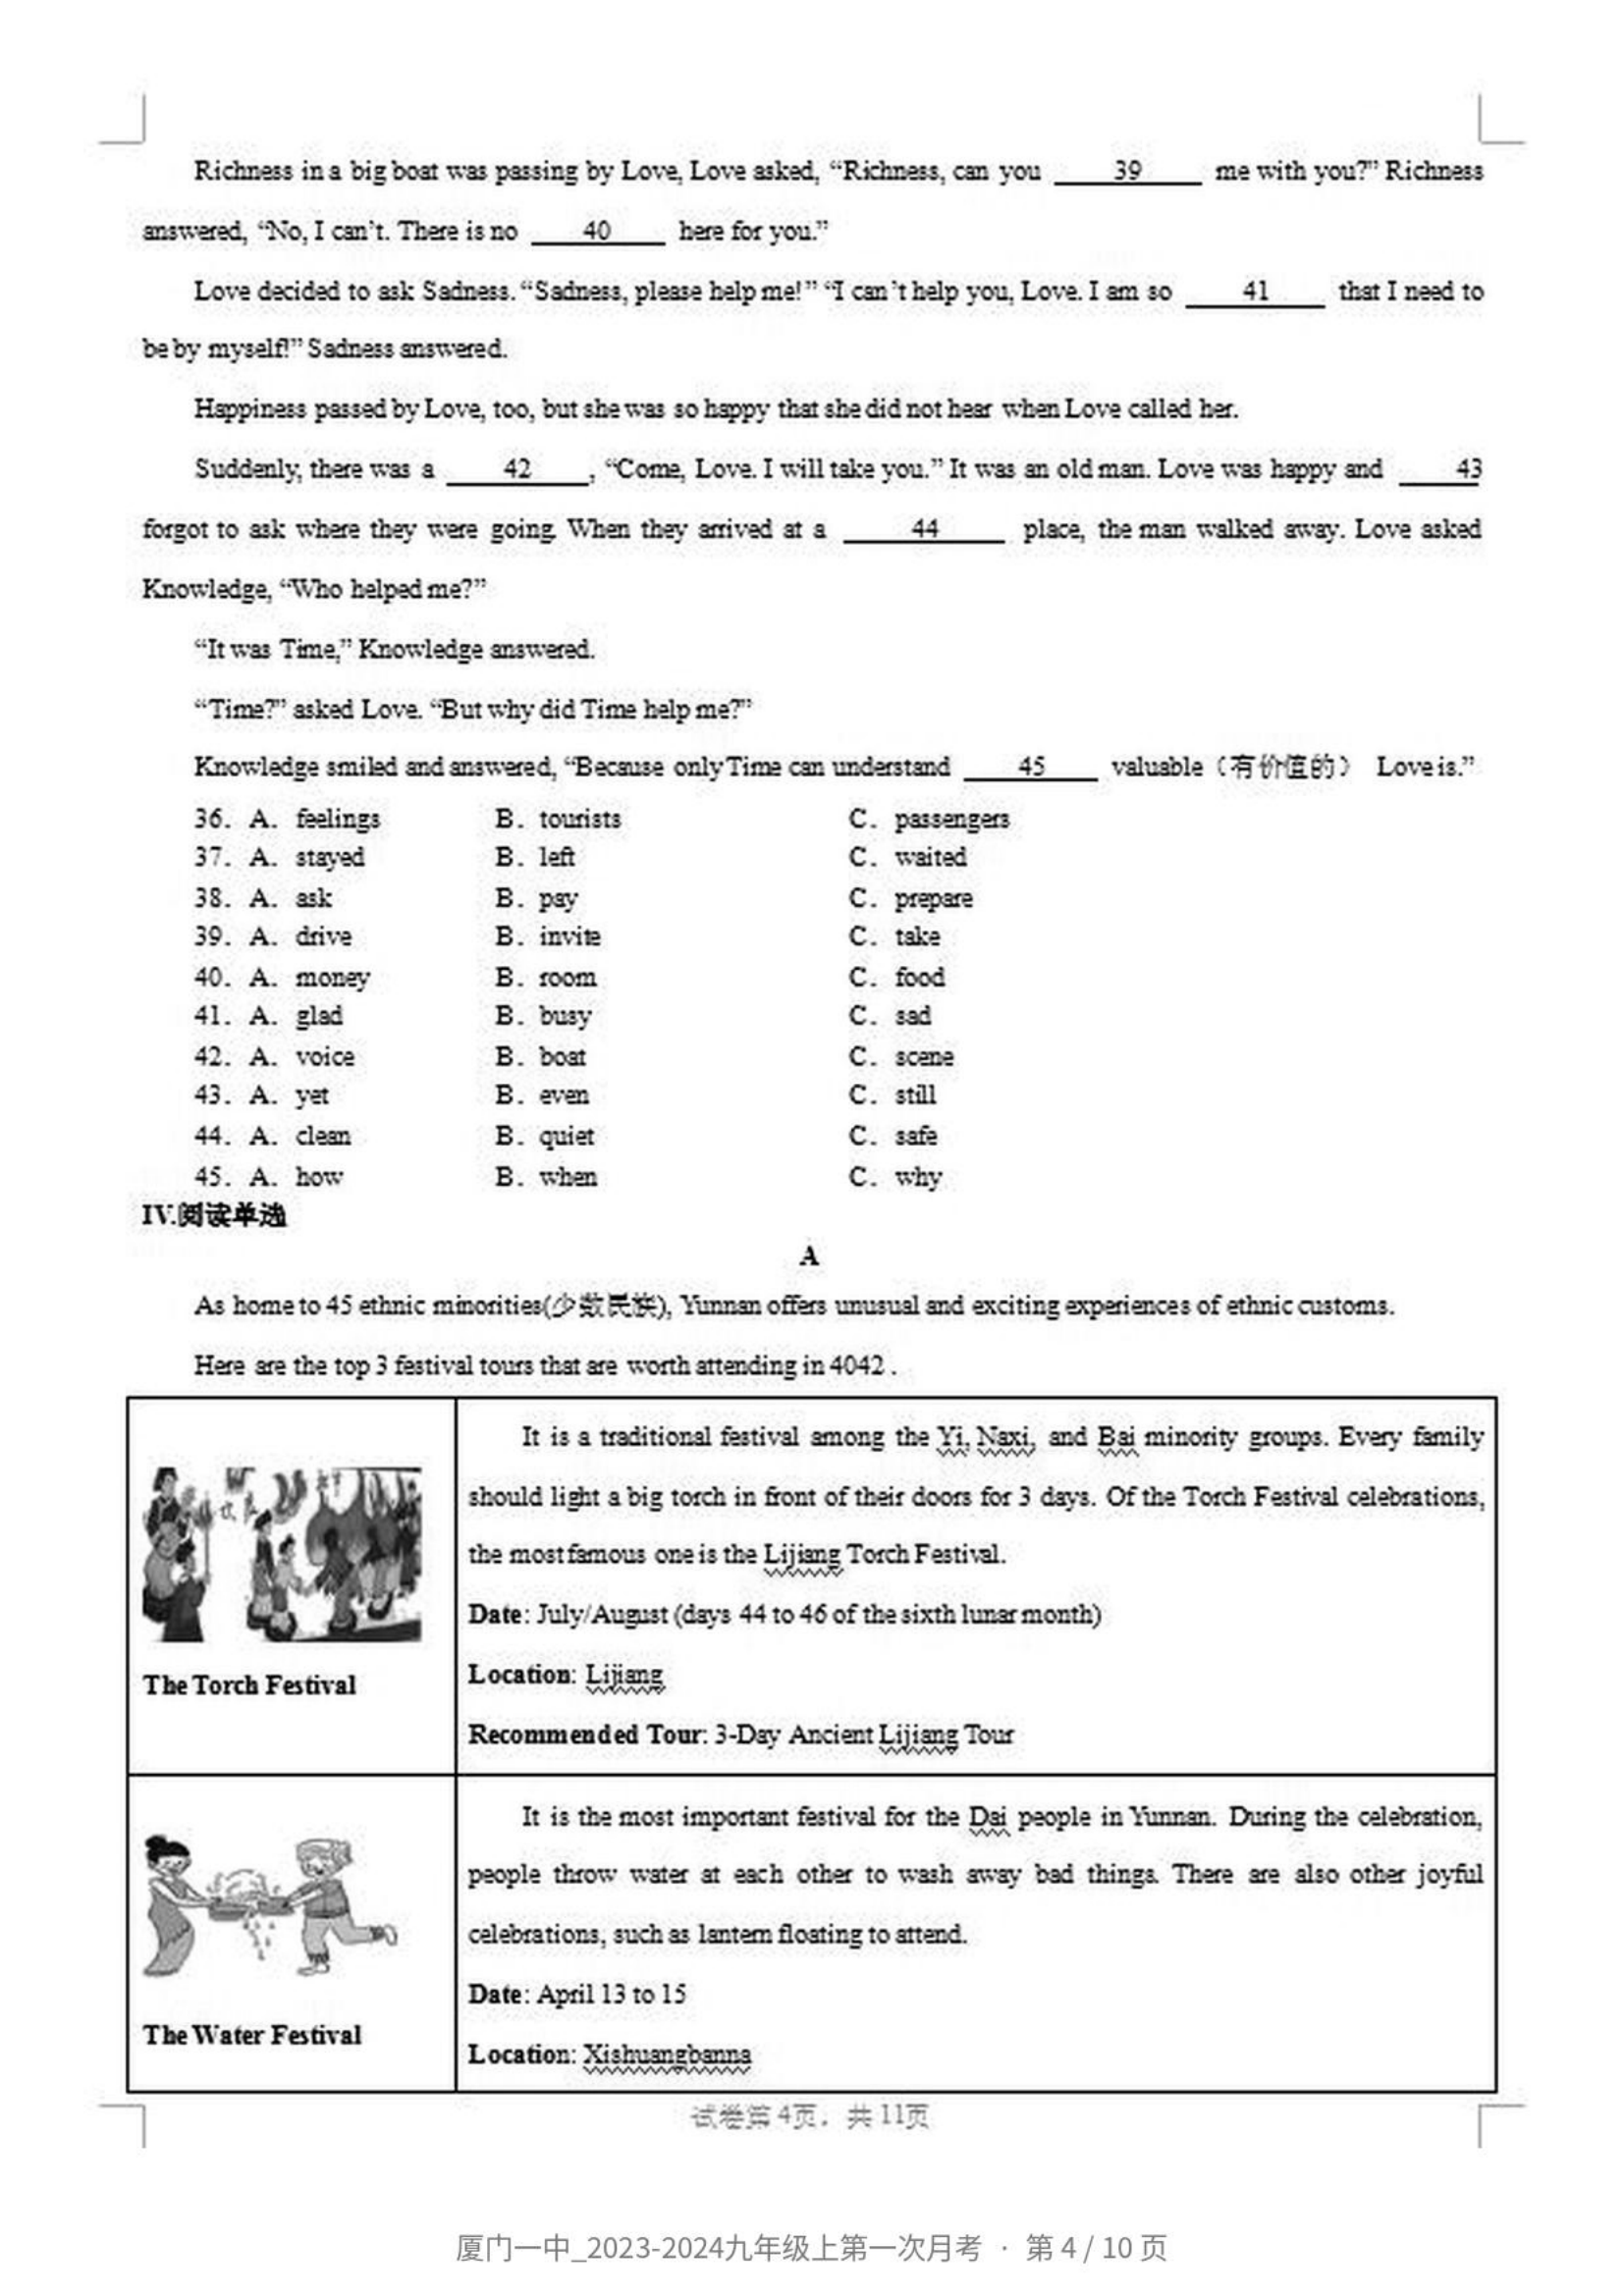 Richness in a big boat was passing by Love, Love asked, “Richness, can you ____39____ me with you?” Richness
answered, “No, I can’t. There is no ____40____ here for you.”
Love decided to ask Sadness. “Sadness, please help me!” “I can’t help you, Love. I am so ____41____ that I need to
be by myself!” Sadness answered.
Happiness passed by Love, too, but she was so happy that she did not hear when Love called her.
Suddenly, there was a ____42____, “Come, Love. I will take you.” It was an old man. Love was happy and ____43
forgot to ask where they were going. When they arrived at a ____44____ place, the man walked away. Love asked
Knowledge, “Who helped me?”
“It was Time,” Knowledge answered.
“Time?” asked Love. “But why did Time help me?”
Knowledge smiled and answered, “Because only Time can understand ____45____ valuable（有价值的） Love is.”
36. A. feelings B. tourists C. passengers
37. A. stayed B. left C. waited
38. A. ask B. pay C. prepare
39. A. drive B. invite C. take
40. A. money B. room C. food
41. A. glad B. busy C. sad
42. A. voice B. boat C. scene
43. A. yet B. even C. still
44. A. clean B. quiet C. safe
45. A. how B. when C. why
IV.阅读单选
A
As home to 45 ethnic minorities(少数民族), Yunnan offers unusual and exciting experiences of ethnic customs.
Here are the top 3 festival tours that are worth attending in 4042 .
The Torch Festival
It is a traditional festival among the Yi, Naxi, and Bai minority groups. Every family
should light a big torch in front of their doors for 3 days. Of the Torch Festival celebrations,
the most famous one is the Lijiang Torch Festival.
Date: July/August (days 44 to 46 of the sixth lunar month)
Location: Lijiang
Recommended Tour: 3-Day Ancient Lijiang Tour
The Water Festival
It is the most important festival for the Dai people in Yunnan. During the celebration,
people throw water at each other to wash away bad things. There are also other joyful
celebrations, such as lantern floating to attend.
Date: April 13 to 15
Location: Xishuangbanna
试卷第 4页，共 11页
厦门一中_2023-2024九年级上第一次月考 · 第 4 / 10 页